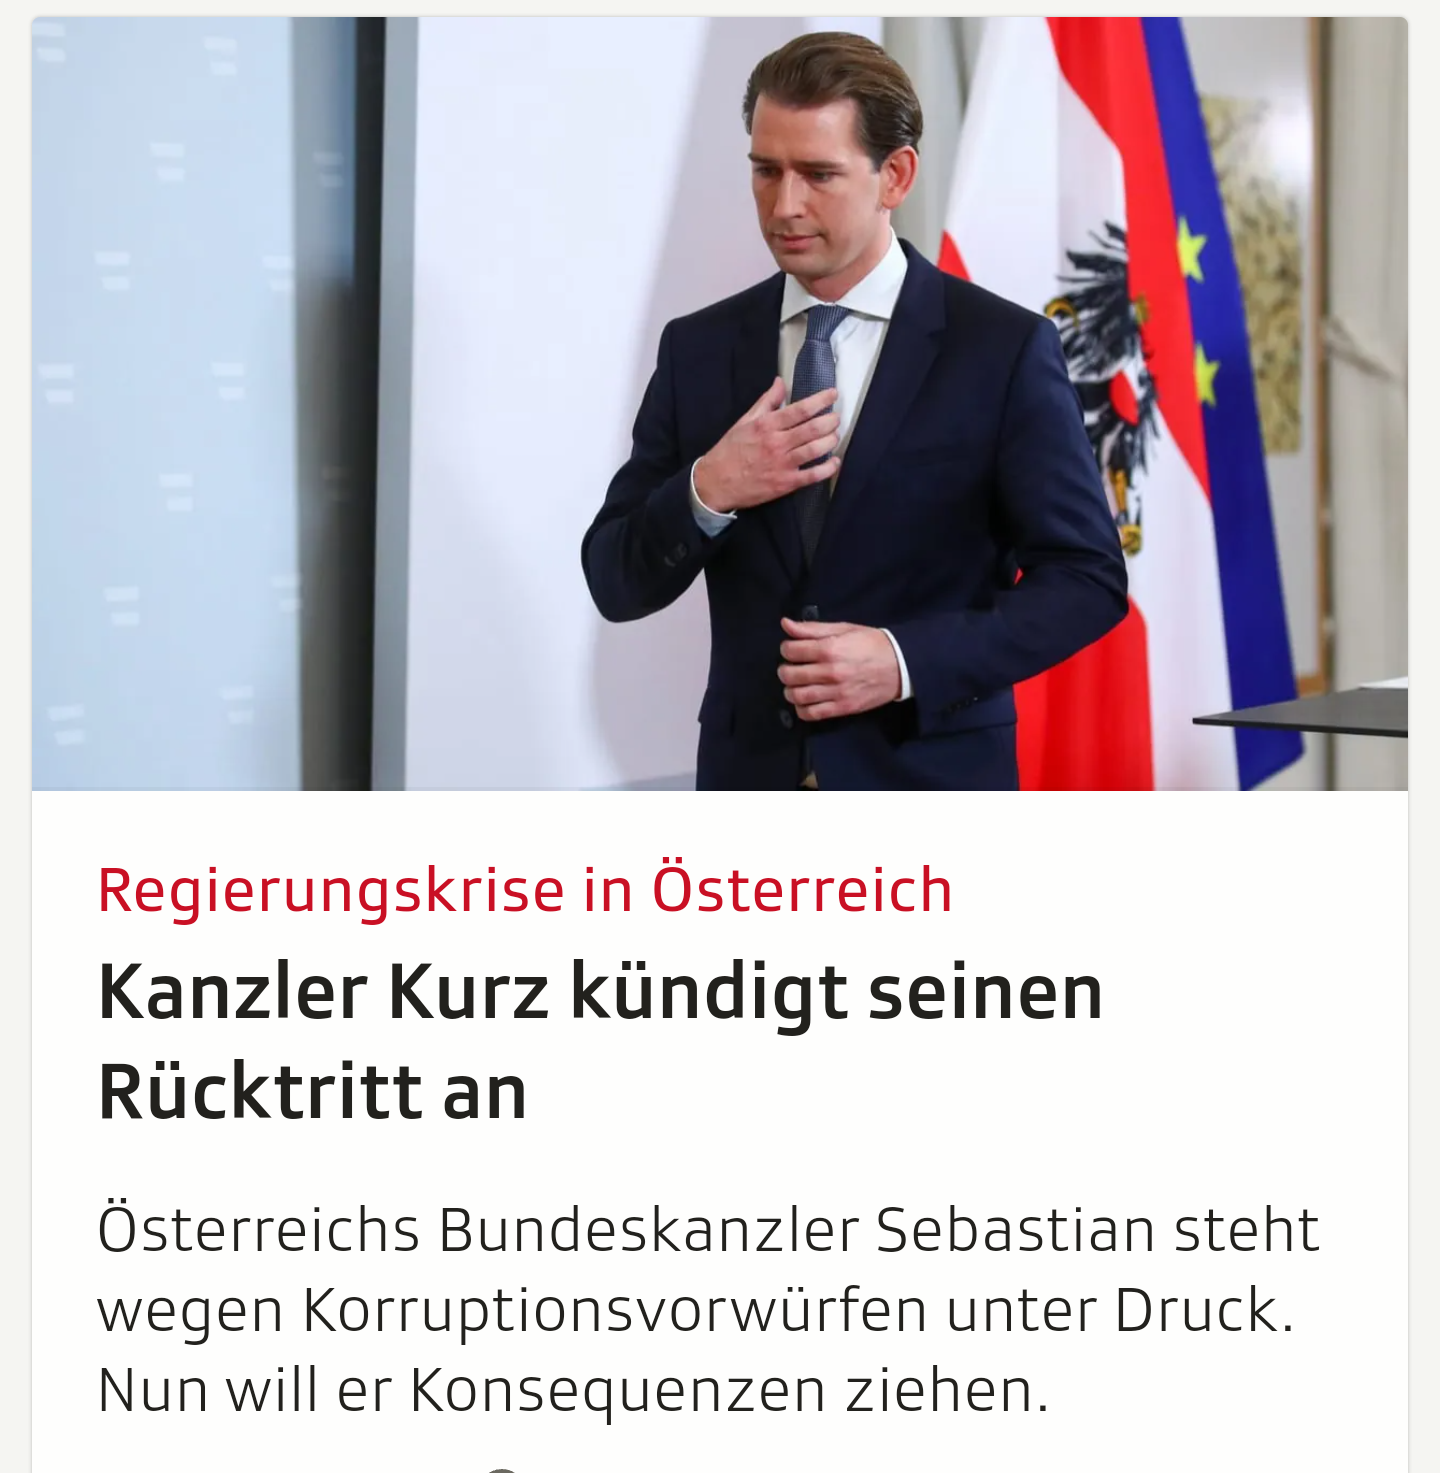 Regierungskrise in Österreich
Kanzler Kurz kündigt seinen
Rücktritt an
Österreichs Bundeskanzler Sebastian steht
wegen Korruptionsvorwürfen unter Druck.
Nun will er Konsequenzen ziehen.